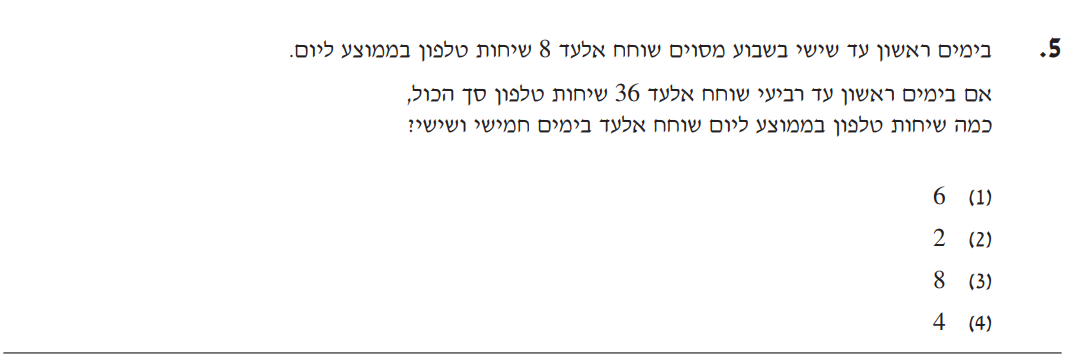 5. בימים ראשון עד שישי בשבוע מסוים שוחח אלעד 8 שיחות טלפון בממוצע ליום.
אם בימים ראשון עד רביעי שוחח אלעד 36 שיחות טלפון סך הכול,
כמה שיחות טלפון בממוצע ליום שוחח אלעד בימים חמישי ושישי?
(1) 6
(2) 2
(3) 8
(4) 4